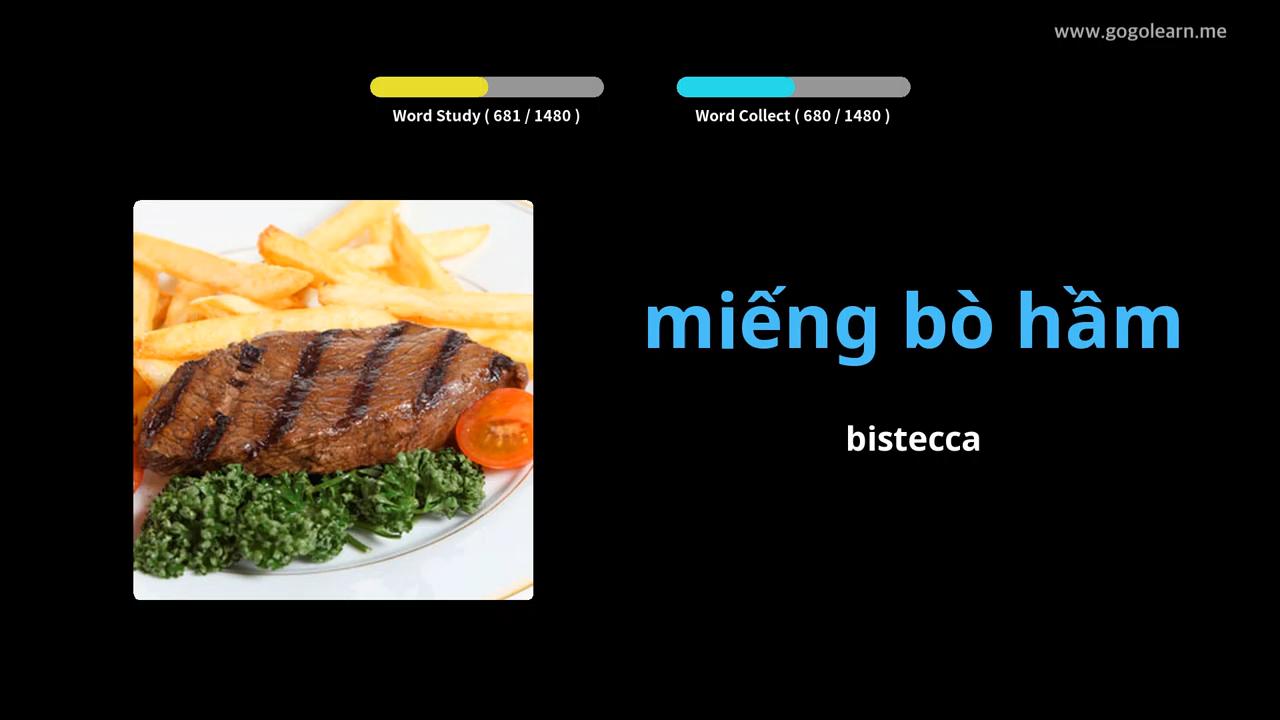 www.gogolearn.me
Word Study ( 681 / 1480 )
Word Collect ( 680 / 1480 )
miếng bò hầm
bistecca